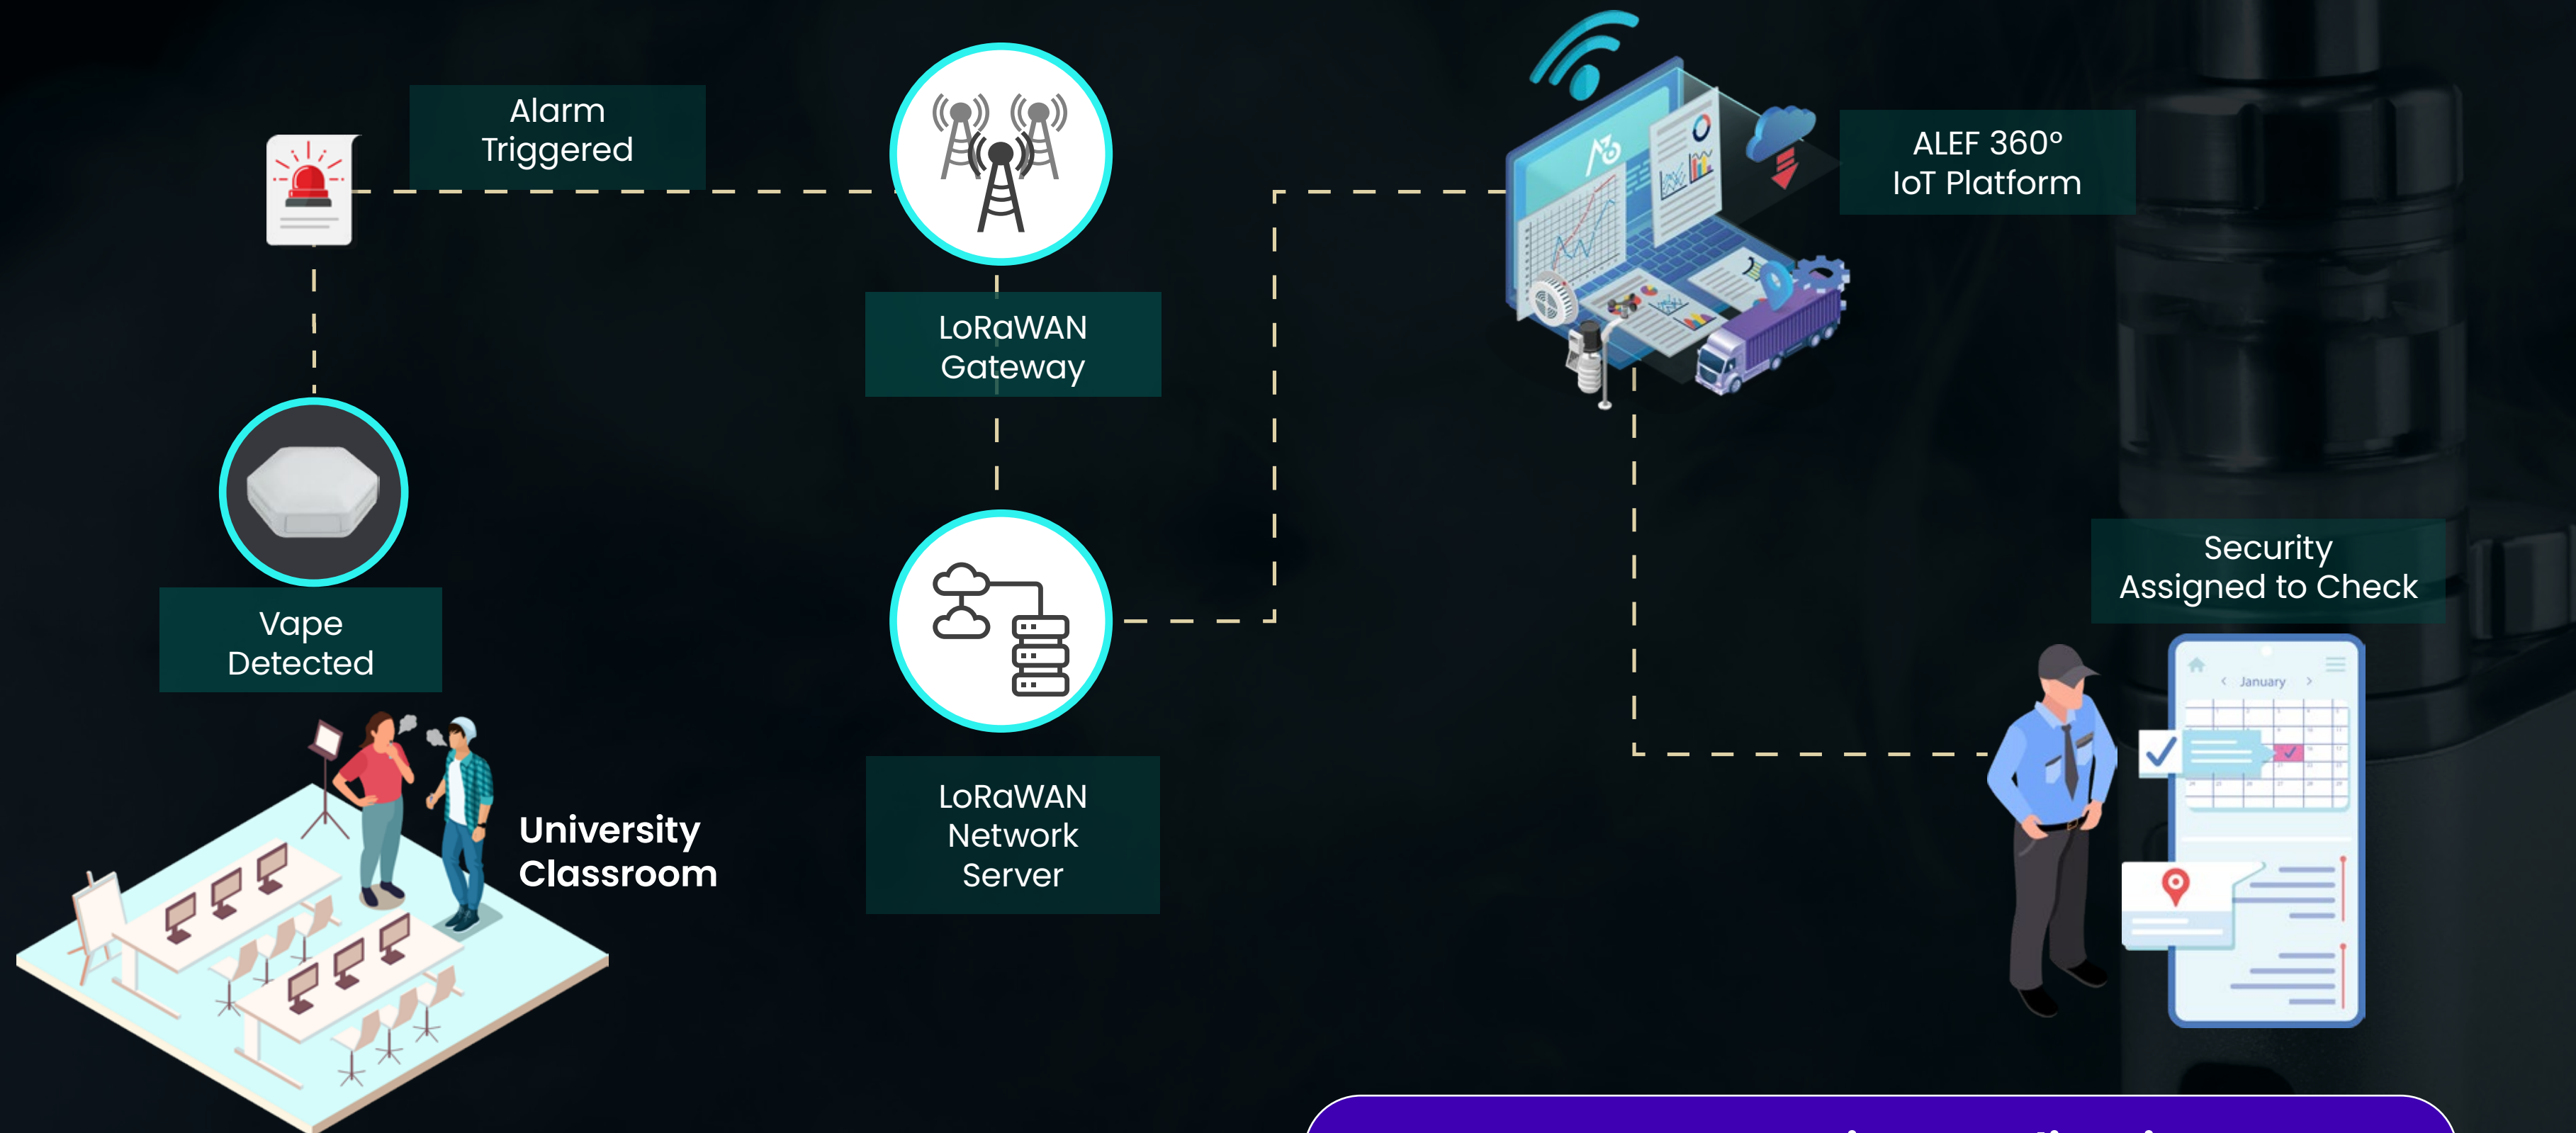 Alarm
Triggered
LoRaWAN
Gateway
ALEF 360°
IoT Platform
Vape
Detected
University
Classroom
LoRaWAN
Network
Server
Security
Assigned to Check
January